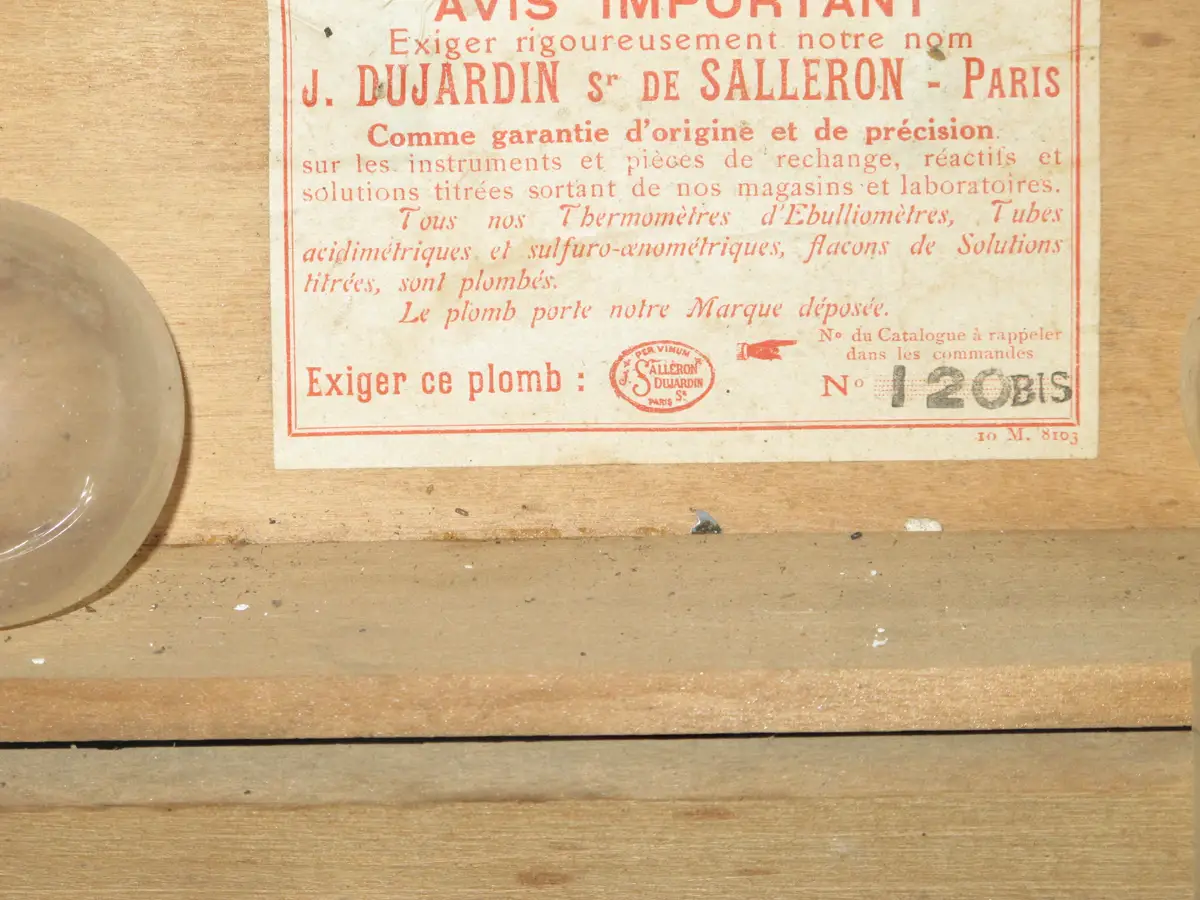 AVIS IMPORTANT
Exiger rigoureusement notre nom
J. DUJARDIN Sr DE SALLERON - PARIS
Comme garantie d'origine et de précision
sur les instruments et pièces de rechange, réactifs et
solutions titrées sortant de nos magasins et laboratoires.
Tous nos Thermomètres d'Ebulliomètres, Tubes
acidimétriques et sulfuro-œnométriques, flacons de Solutions
titrées, sont plombés.
Le plomb porte notre Marque déposée.
Exiger ce plomb :
PER VINUM
SALLERON
DUJARDIN
Sr
PARIS
No du Catalogue à rappeler
dans les commandes
No 120BIS
10 M. 8103